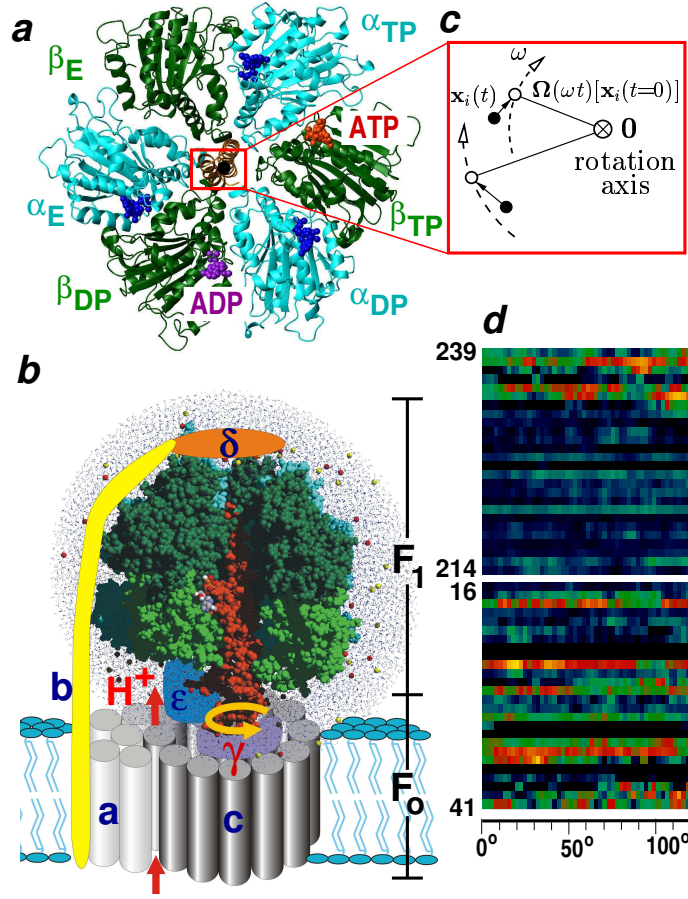 a
α_TP
β_E
ATP
α_E
β_TP
β_DP
ADP
α_DP
c
ω
x_i(t)
Ω(ωt)[x_i(t=0)]
0
rotation
axis
b
δ
F_1
b
H^+
ε
γ
a
c
F_o
d
239
214
16
41
0° 50° 100°